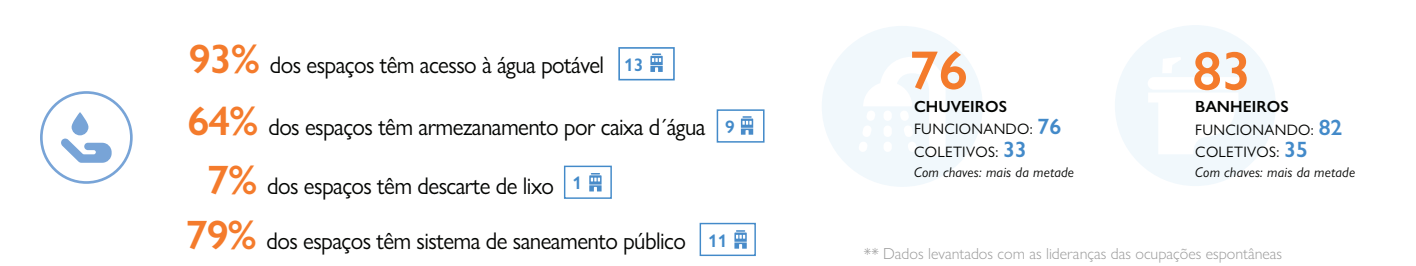 93% dos espaços têm acesso à água potável 13
64% dos espaços têm armezanamento por caixa d´água 9
7% dos espaços têm descarte de lixo 1
79% dos espaços têm sistema de saneamento público 11
76
CHUVEIROS
FUNCIONANDO: 76
COLETIVOS: 33
Com chaves: mais da metade
83
BANHEIROS
FUNCIONANDO: 82
COLETIVOS: 35
Com chaves: mais da metade
** Dados levantados com as lideranças das ocupações espontâneas